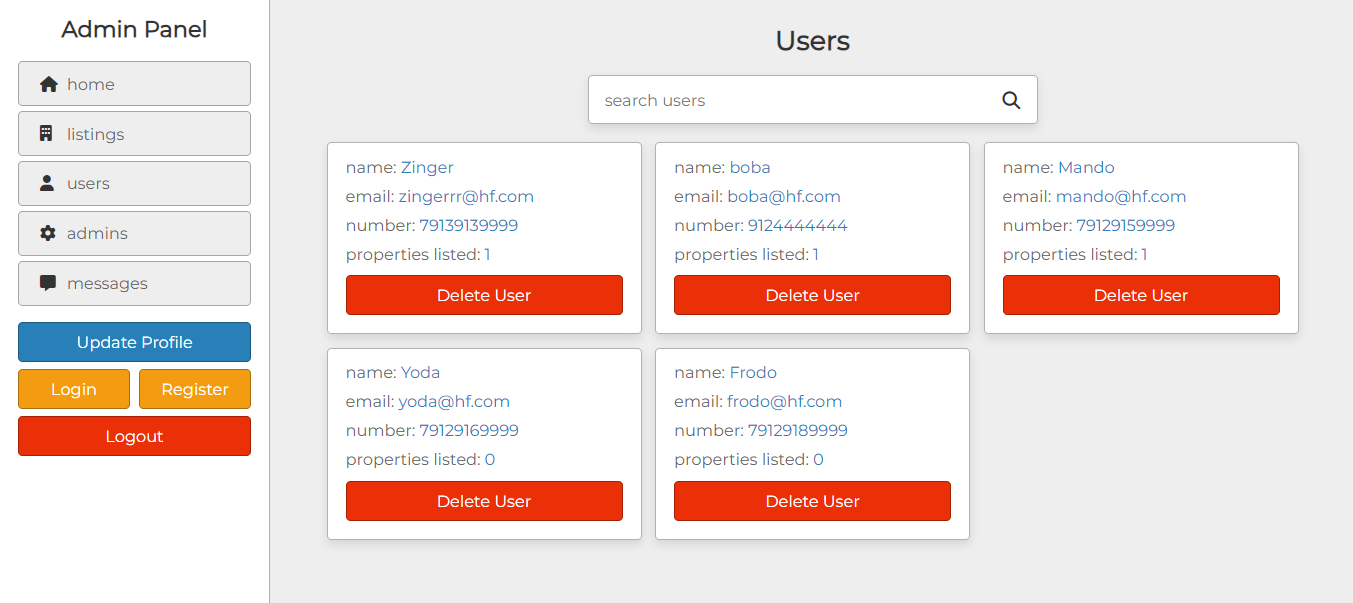 Admin Panel
home
listings
users
admins
messages
Update Profile
Login
Register
Logout
Users
search users
name: Zinger
email: zingerrr@hf.com
number: 79139139999
properties listed: 1
Delete User
name: boba
email: boba@hf.com
number: 9124444444
properties listed: 1
Delete User
name: Mando
email: mando@hf.com
number: 79129159999
properties listed: 1
Delete User
name: Yoda
email: yoda@hf.com
number: 79129169999
properties listed: 0
Delete User
name: Frodo
email: frodo@hf.com
number: 79129189999
properties listed: 0
Delete User